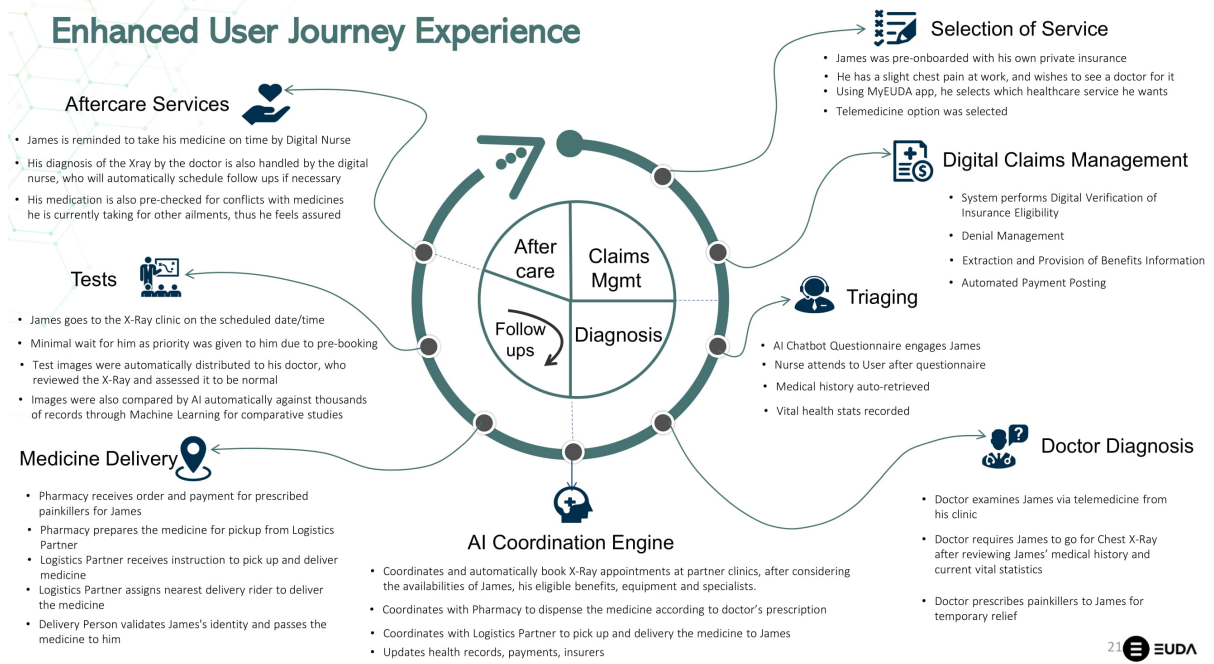 Enhanced User Journey Experience
Selection of Service
• James was pre-onboarded with his own private insurance
• He has a slight chest pain at work, and wishes to see a doctor for it
• Using MyEUDA app, he selects which healthcare service he wants
• Telemedicine option was selected
Digital Claims Management
• System performs Digital Verification of
Insurance Eligibility
• Denial Management
• Extraction and Provision of Benefits Information
• Automated Payment Posting
Triaging
• AI Chatbot Questionnaire engages James
• Nurse attends to User after questionnaire
• Medical history auto-retrieved
• Vital health stats recorded
Doctor Diagnosis
• Doctor examines James via telemedicine from
his clinic
• Doctor requires James to go for Chest X-Ray
after reviewing James' medical history and
current vital statistics
• Doctor prescribes painkillers to James for
temporary relief
AI Coordination Engine
• Coordinates and automatically book X-Ray appointments at partner clinics, after considering
the availabilities of James, his eligible benefits, equipment and specialists.
• Coordinates with Pharmacy to dispense the medicine according to doctor's prescription
• Coordinates with Logistics Partner to pick up and delivery the medicine to James
• Updates health records, payments, insurers
Medicine Delivery
• Pharmacy receives order and payment for prescribed
painkillers for James
• Pharmacy prepares the medicine for pickup from Logistics
Partner
• Logistics Partner receives instruction to pick up and deliver
medicine
• Logistics Partner assigns nearest delivery rider to deliver
the medicine
• Delivery Person validates James's identity and passes the
medicine to him
Tests
• James goes to the X-Ray clinic on the scheduled date/time
• Minimal wait for him as priority was given to him due to pre-booking
• Test images were automatically distributed to his doctor, who
reviewed the X-Ray and assessed it to be normal
• Images were also compared by AI automatically against thousands
of records through Machine Learning for comparative studies
Aftercare Services
• James is reminded to take his medicine on time by Digital Nurse
• His diagnosis of the Xray by the doctor is also handled by the digital
nurse, who will automatically schedule follow ups if necessary
• His medication is also pre-checked for conflicts with medicines
he is currently taking for other ailments, thus he feels assured
After
care
Claims
Mgmt
Follow
ups
Diagnosis
21
EUDA